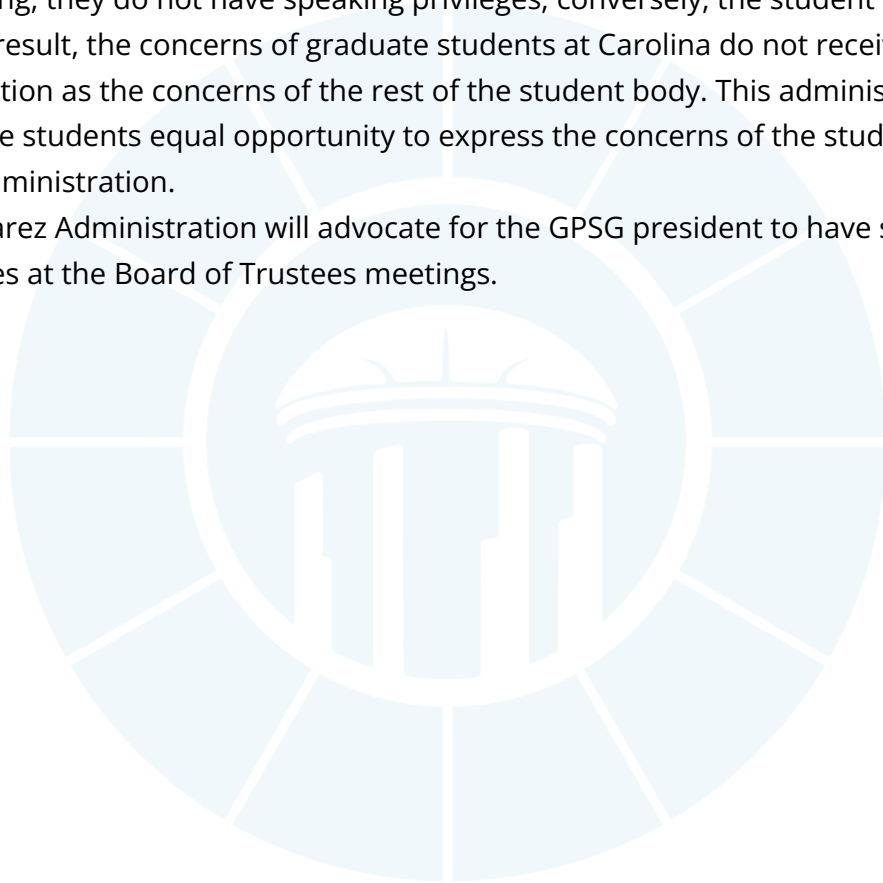 ng, they do not have speaking privileges; conversely, the student
result, the concerns of graduate students at Carolina do not recei
tion as the concerns of the rest of the student body. This adminis
e students equal opportunity to express the concerns of the stud
ministration.
arez Administration will advocate for the GPSG president to have s
es at the Board of Trustees meetings.